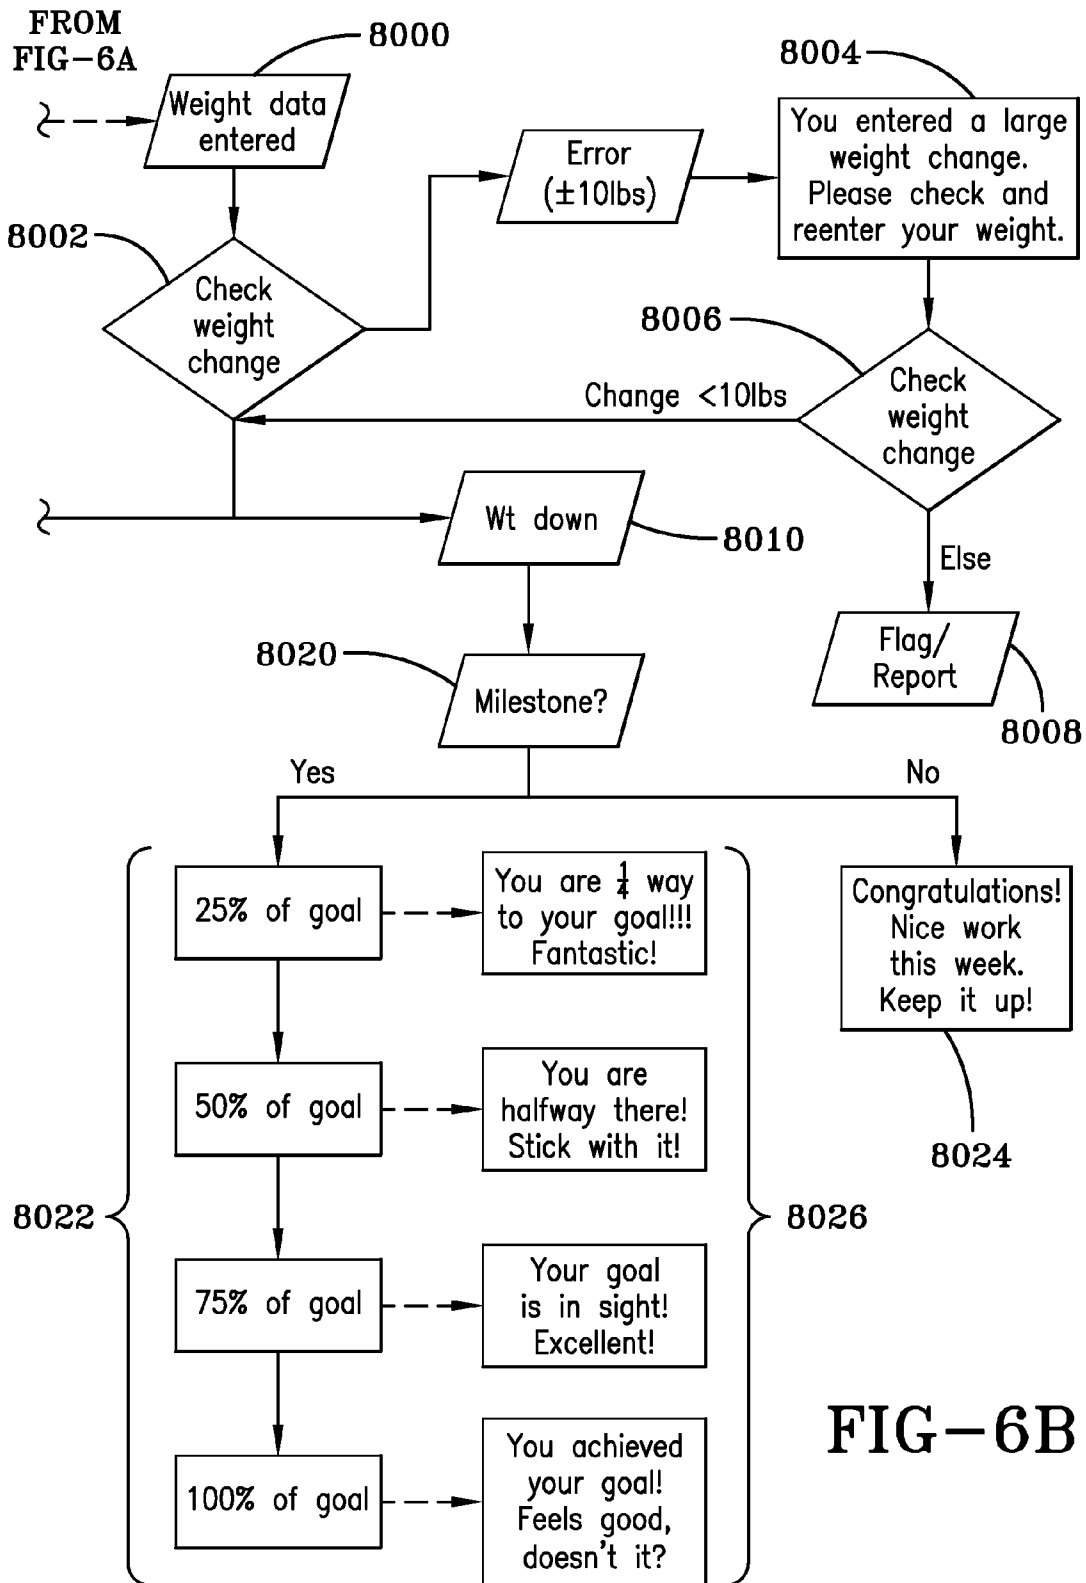 FROM
FIG-6A
8000
Weight data
entered
8002
Check
weight
change
Error
(±10lbs)
8004
You entered a large
weight change.
Please check and
reenter your weight.
8006
Check
weight
change
Change <10lbs
Else
Flag/
Report
8008
Wt down
8010
8020
Milestone?
Yes
No
25% of goal
You are 1/4 way
to your goal!!!
Fantastic!
Congratulations!
Nice work
this week.
Keep it up!
8024
50% of goal
You are
halfway there!
Stick with it!
8022
8026
75% of goal
Your goal
is in sight!
Excellent!
100% of goal
You achieved
your goal!
Feels good,
doesn't it?
FIG-6B